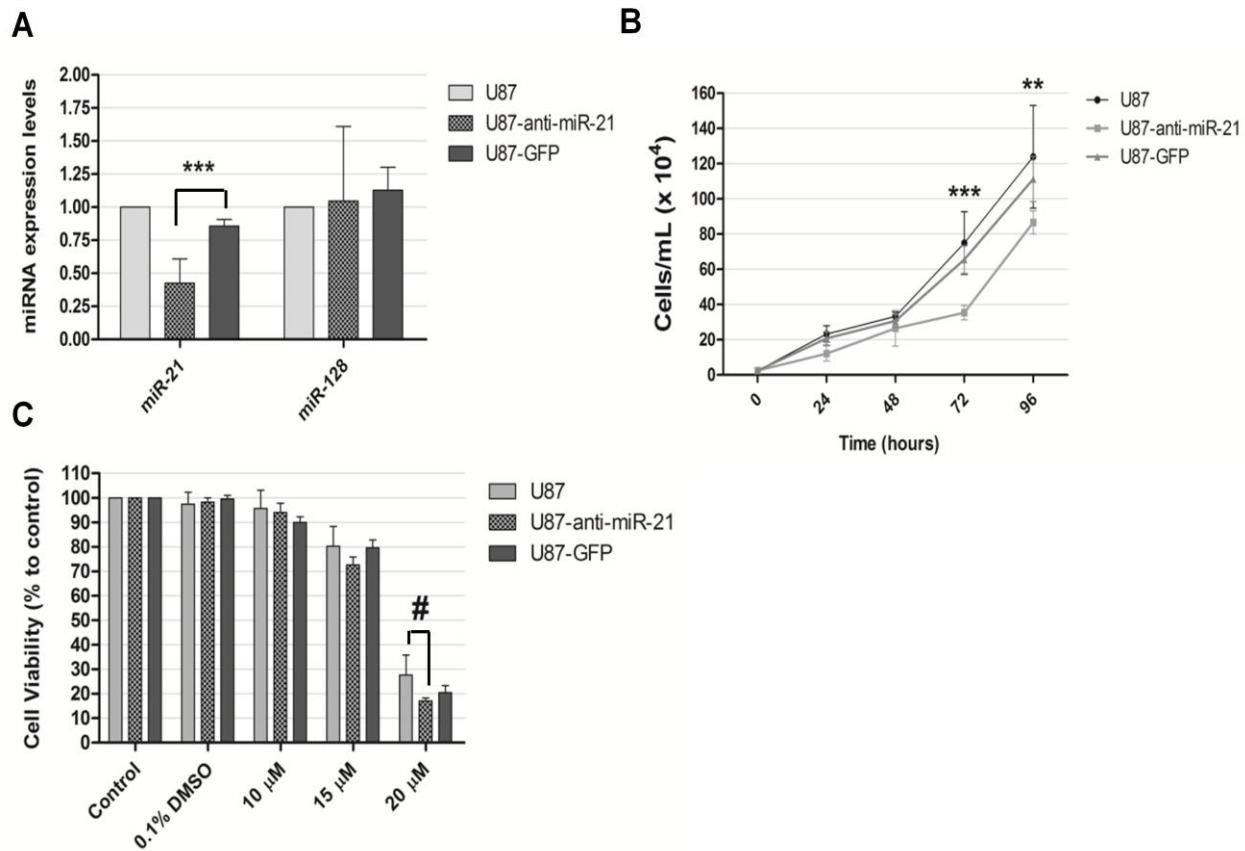 A
miRNA expression levels
2.00
1.75
1.50
1.25
1.00
0.75
0.50
0.25
0.00
***
miR-21
miR-128
U87
U87-anti-miR-21
U87-GFP
B
Cells/mL (x 10⁴)
160
140
120
100
80
60
40
20
0
***
**
0
24
48
72
96
Time (hours)
U87
U87-anti-miR-21
U87-GFP
C
Cell Viability (% to control)
110
100
90
80
70
60
50
40
30
20
10
0
#
Control
0.1% DMSO
10 μM
15 μM
20 μM
U87
U87-anti-miR-21
U87-GFP